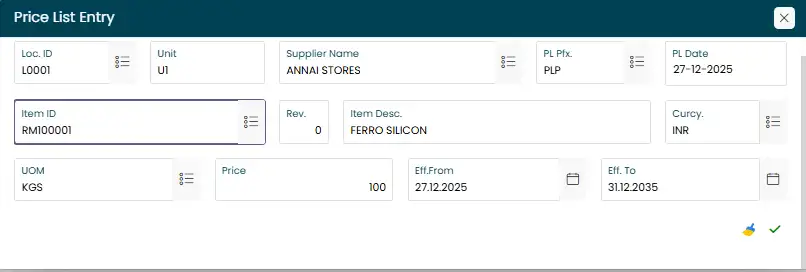 Price List Entry
Loc. ID Unit Supplier Name PL Pfx. PL Date
L0001 U1 ANNAI STORES PLP 27-12-2025
Item ID Rev. Item Desc. Curcy.
RM100001 0 FERRO SILICON INR
UOM Price Eff.From Eff. To
KGS 100 27.12.2025 31.12.2035